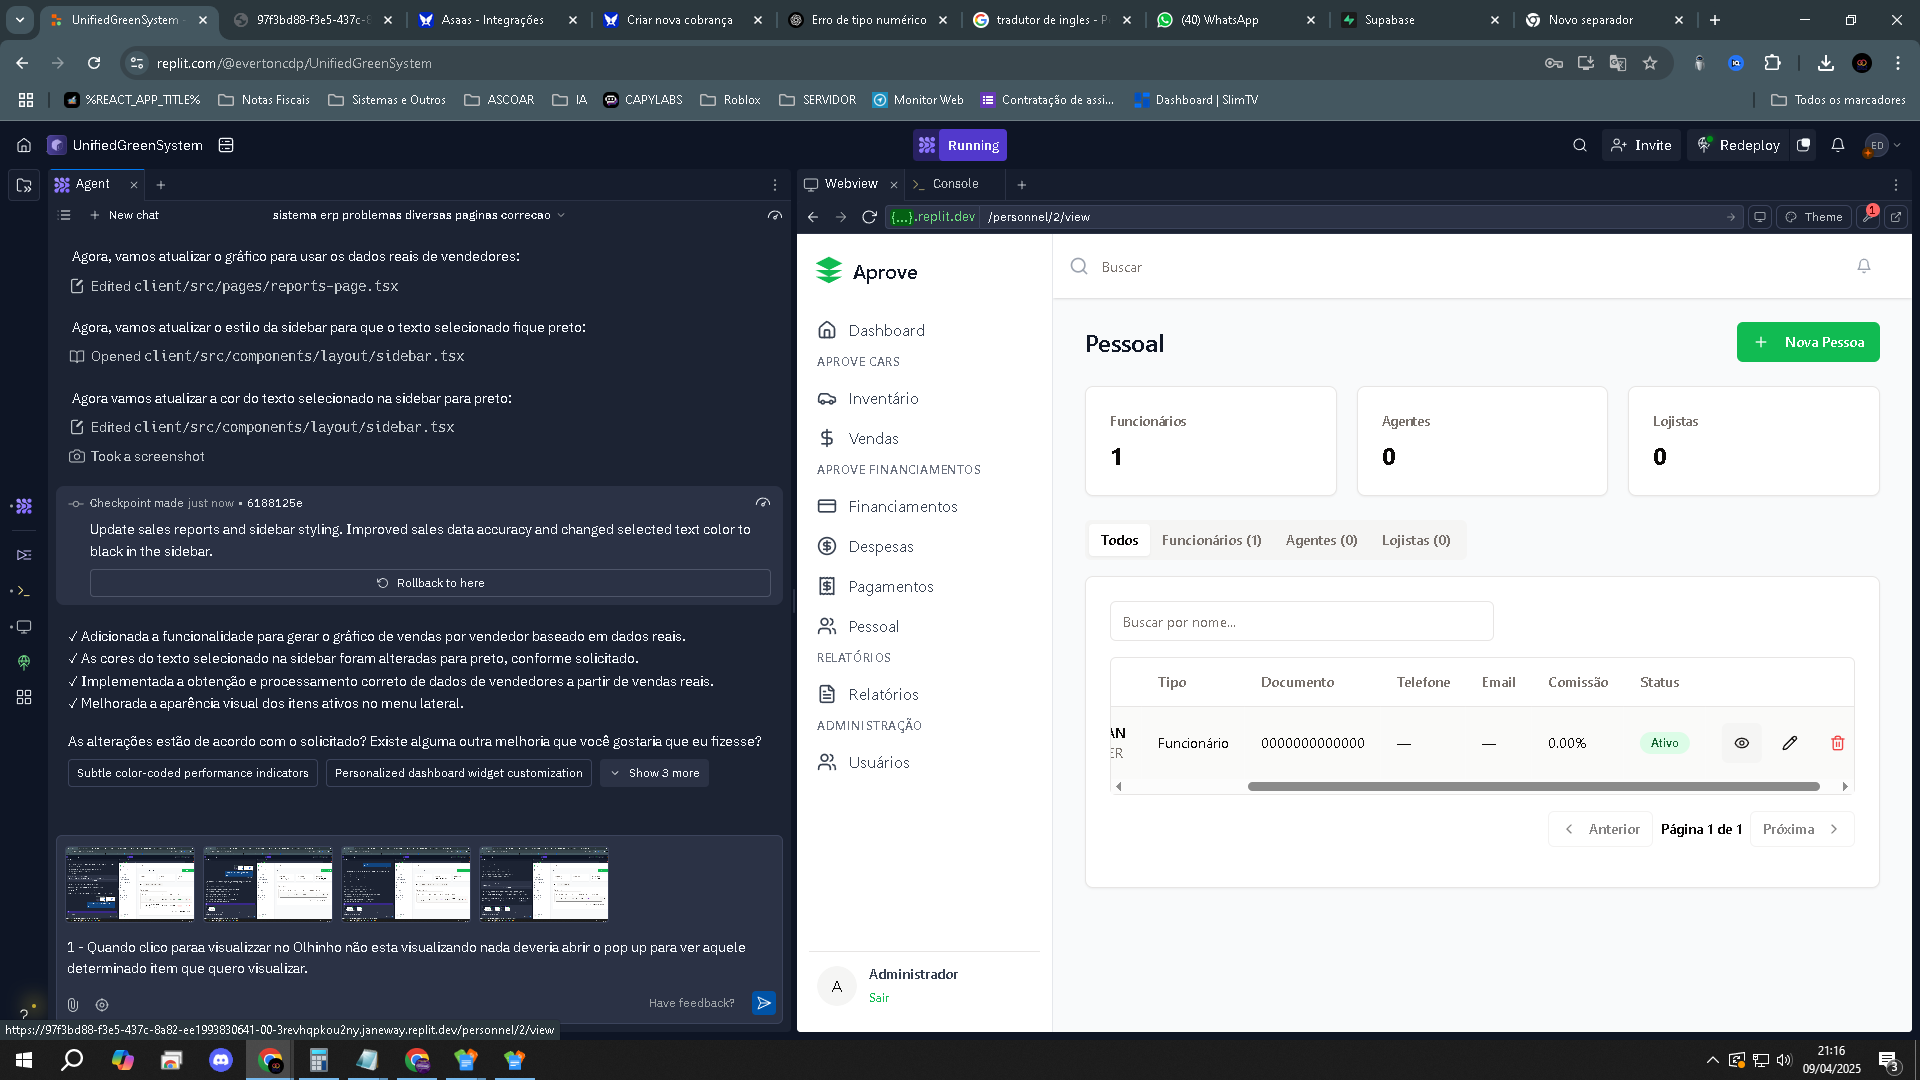 UnifiedGreenSystem -
97f3bd88-f3e5-437c-8
Asaas - Integrações
Criar nova cobrança
Erro de tipo numérico
tradutor de ingles - P
(40) WhatsApp
Supabase
Novo separador
replit.com/@evertoncdp/UnifiedGreenSystem
%REACT_APP_TITLE%
Notas Fiscais
Sistemas e Outros
ASCOAR
IA
CAPYLABS
Roblox
SERVIDOR
Monitor Web
Contratação de assi...
Dashboard | SlimTV
Todos os marcadores
UnifiedGreenSystem
Running
Invite
Redeploy
ED
Agent
New chat
sistema erp problemas diversas paginas correcao
Agora, vamos atualizar o gráfico para usar os dados reais de vendedores:
Edited client/src/pages/reports-page.tsx
Agora, vamos atualizar o estilo da sidebar para que o texto selecionado fique preto:
Opened client/src/components/layout/sidebar.tsx
Agora vamos atualizar a cor do texto selecionado na sidebar para preto:
Edited client/src/components/layout/sidebar.tsx
Took a screenshot
Checkpoint made just now • 6188125e
Update sales reports and sidebar styling. Improved sales data accuracy and changed selected text color to
black in the sidebar.
Rollback to here
✓ Adicionada a funcionalidade para gerar o gráfico de vendas por vendedor baseado em dados reais.
✓ As cores do texto selecionado na sidebar foram alteradas para preto, conforme solicitado.
✓ Implementada a obtenção e processamento correto de dados de vendedores a partir de vendas reais.
✓ Melhorada a aparência visual dos itens ativos no menu lateral.
As alterações estão de acordo com o solicitado? Existe alguma outra melhoria que você gostaria que eu fizesse?
Subtle color-coded performance indicators
Personalized dashboard widget customization
Show 3 more
1 - Quando clico paraa visualizzar no Olhinho não esta visualizando nada deveria abrir o pop up para ver aquele
determinado item que quero visualizar.
Have feedback?
https://97f3bd88-f3e5-437c-8a82-ee1993830641-00-3revhqpkou2ny.janeway.replit.dev/personnel/2/view
Webview
Console
{...}.replit.dev
/personnel/2/view
Theme
1
Aprove
Dashboard
APROVE CARS
Inventário
Vendas
APROVE FINANCIAMENTOS
Financiamentos
Despesas
Pagamentos
Pessoal
RELATÓRIOS
Relatórios
ADMINISTRAÇÃO
Usuários
A
Administrador
Sair
Buscar
Pessoal
Nova Pessoa
Funcionários
1
Agentes
0
Lojistas
0
Todos
Funcionários (1)
Agentes (0)
Lojistas (0)
Buscar por nome...
Tipo
Documento
Telefone
Email
Comissão
Status
AN
ER
Funcionário
0000000000000
—
—
0.00%
Ativo
Anterior
Página 1 de 1
Próxima
21:16
09/04/2025
3